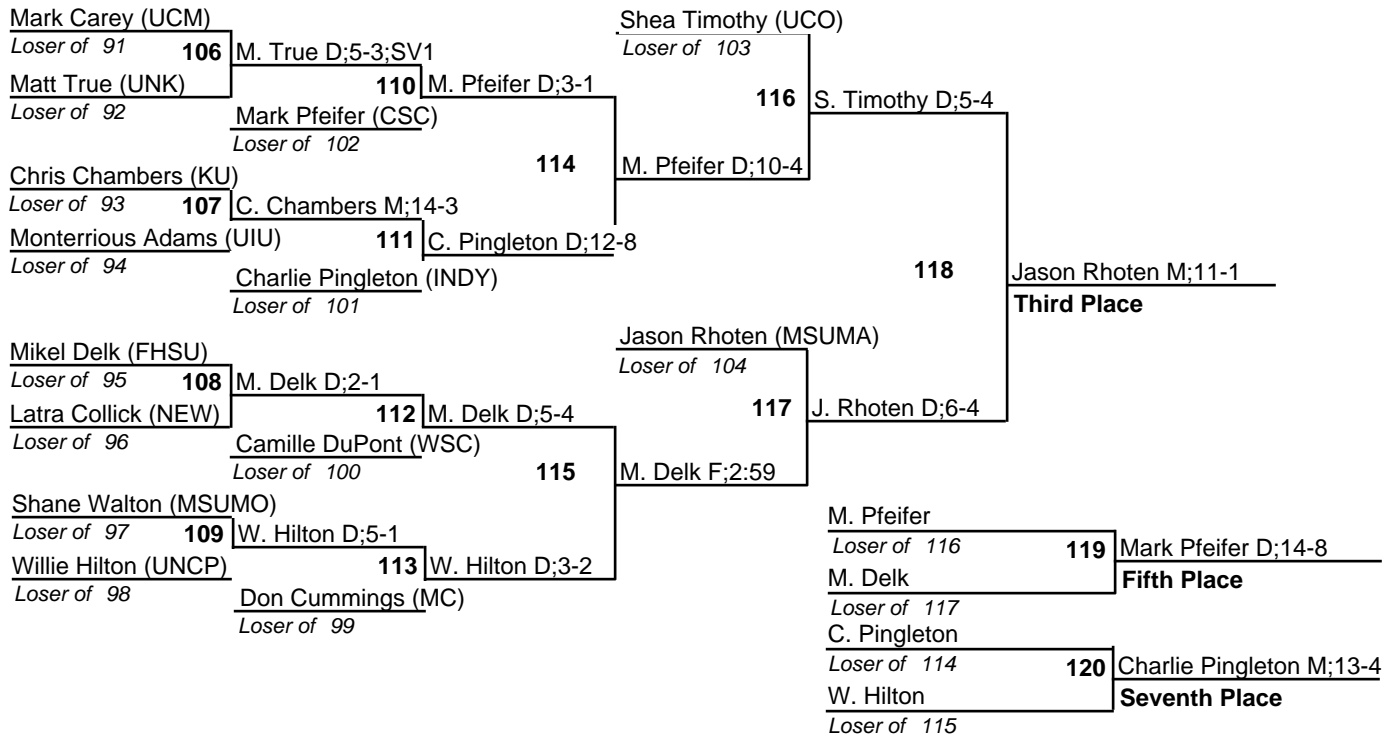 Mark Carey (UCM)
Loser of 91
106
M. True D;5-3;SV1
Matt True (UNK)
Loser of 92
110
M. Pfeifer D;3-1
Mark Pfeifer (CSC)
Loser of 102
Chris Chambers (KU)
Loser of 93
107
C. Chambers M;14-3
Monterrious Adams (UIU)
Loser of 94
111
C. Pingleton D;12-8
Charlie Pingleton (INDY)
Loser of 101
114
M. Pfeifer D;10-4
Shea Timothy (UCO)
Loser of 103
116
S. Timothy D;5-4
Mikel Delk (FHSU)
Loser of 95
108
M. Delk D;2-1
Latra Collick (NEW)
Loser of 96
112
M. Delk D;5-4
Camille DuPont (WSC)
Loser of 100
Shane Walton (MSUMO)
Loser of 97
109
W. Hilton D;5-1
Willie Hilton (UNCP)
Loser of 98
113
W. Hilton D;3-2
Don Cummings (MC)
Loser of 99
115
M. Delk F;2:59
Jason Rhoten (MSUMA)
Loser of 104
117
J. Rhoten D;6-4
118
Jason Rhoten M;11-1
Third Place
M. Pfeifer
Loser of 116
119
Mark Pfeifer D;14-8
M. Delk
Fifth Place
Loser of 117
C. Pingleton
Loser of 114
120
Charlie Pingleton M;13-4
W. Hilton
Seventh Place
Loser of 115